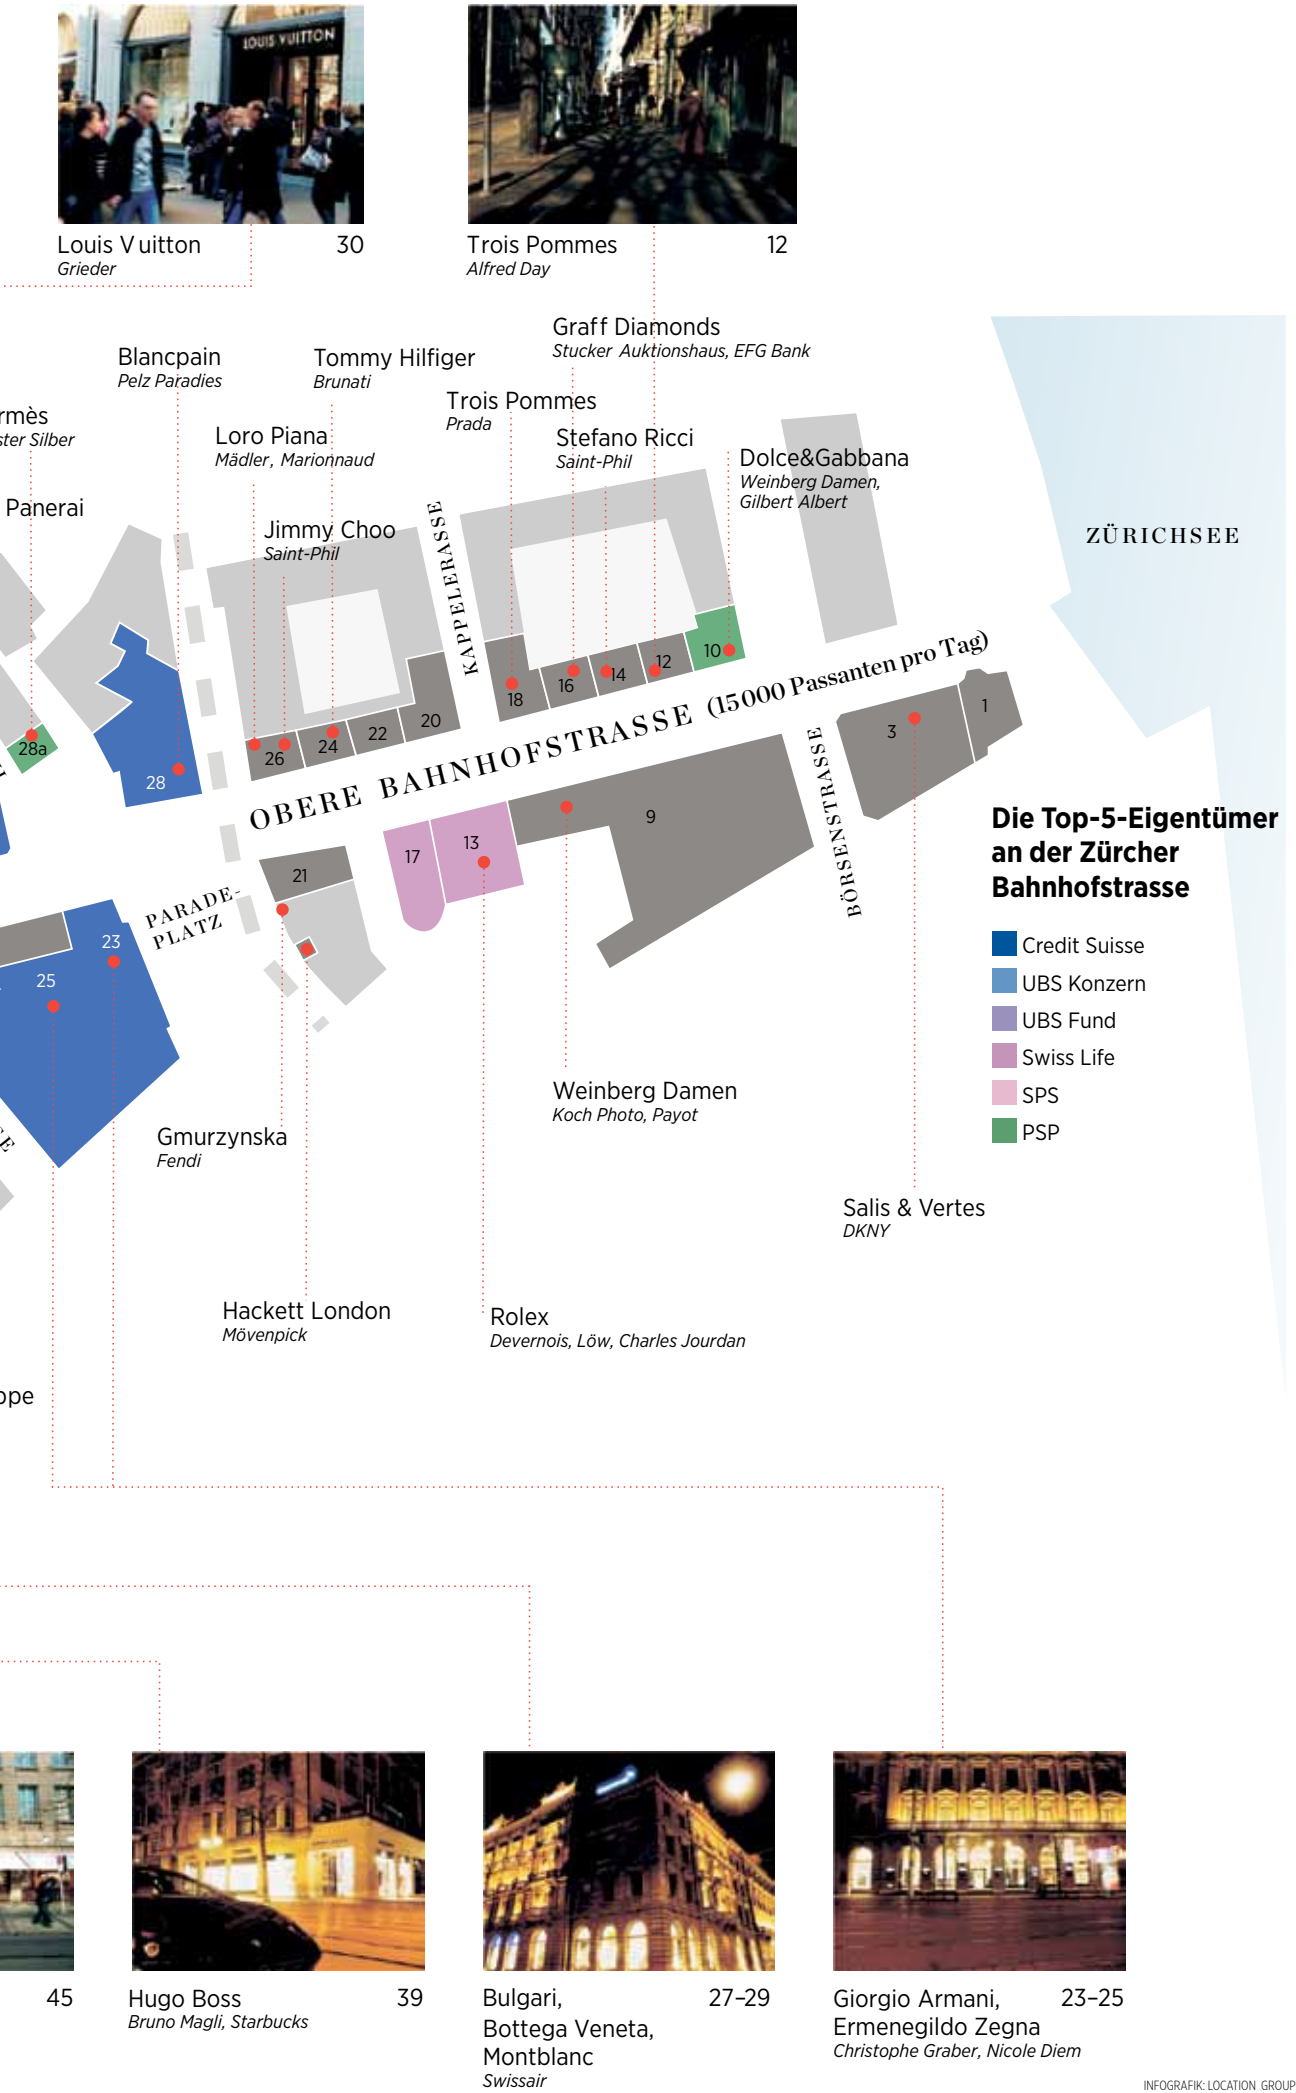 LOUIS VUITTON
Louis Vuitton 30
Grieder
Trois Pommes 12
Alfred Day
Graff Diamonds
Stucker Auktionshaus, EFG Bank
Blancpain
Pelz Paradies
Tommy Hilfiger
Brunati
Trois Pommes
Prada
rmès
ster Silber
Loro Piana
Mädler, Marionnaud
Stefano Ricci
Saint-Phil
Dolce&Gabbana
Weinberg Damen,
Gilbert Albert
Panerai
Jimmy Choo
Saint-Phil
KAPPELERASSE
ZÜRICHSEE
10
12
14
16
18
20
22
24
26
28
28a
OBERE BAHNHOFSTRASSE (15 000 Passanten pro Tag)
1
3
9
13
17
21
23
25
BÖRSENSTRASSE
PARADE-
PLATZ
SE
Die Top-5-Eigentümer
an der Zürcher
Bahnhofstrasse
Credit Suisse
UBS Konzern
UBS Fund
Swiss Life
SPS
PSP
Weinberg Damen
Koch Photo, Payot
Gmurzynska
Fendi
Salis & Vertes
DKNY
Hackett London
Mövenpick
Rolex
Devernois, Löw, Charles Jourdan
ppe
45
Hugo Boss 39
Bruno Magli, Starbucks
Bulgari, 27–29
Bottega Veneta,
Montblanc
Swissair
Giorgio Armani, 23–25
Ermenegildo Zegna
Christophe Graber, Nicole Diem
INFOGRAFIK: LOCATION GROUP